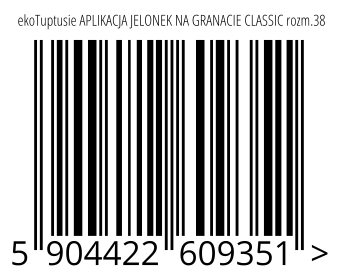 ekoTuptusie APLIKACJA JELONEK NA GRANACIE CLASSIC rozm.38
5 904422 609351 >